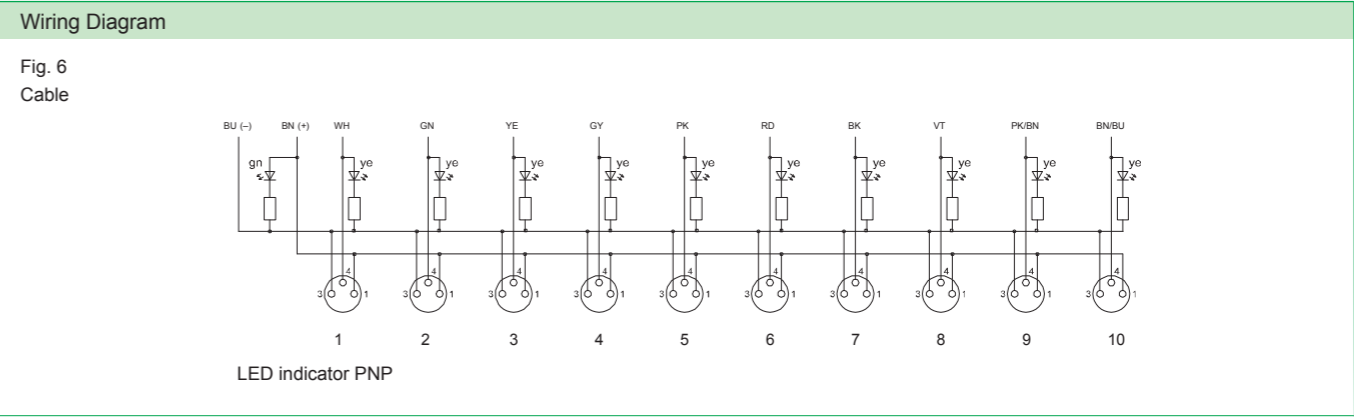 Wiring Diagram
Fig. 6
Cable
BU (–) BN (+) WH GN YE GY PK RD BK VT PK/BN BN/BU
gn ye ye ye ye ye ye ye ye ye ye
4 4 4 4 4 4 4 4 4 4
3 1 3 1 3 1 3 1 3 1 3 1 3 1 3 1 3 1 3 1
1 2 3 4 5 6 7 8 9 10
LED indicator PNP